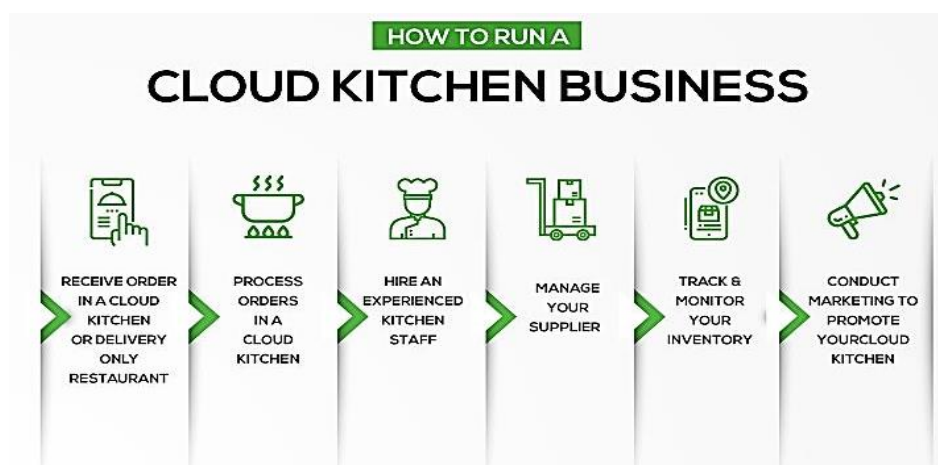 HOW TO RUN A
CLOUD KITCHEN BUSINESS
RECEIVE ORDER
IN A CLOUD
KITCHEN
OR DELIVERY
ONLY
RESTAURANT
PROCESS
ORDERS
IN A
CLOUD
KITCHEN
HIRE AN
EXPERIENCED
KITCHEN
STAFF
MANAGE
YOUR
SUPPLIER
TRACK &
MONITOR
YOUR
INVENTORY
CONDUCT
MARKETING TO
PROMOTE
YOURCLOUD
KITCHEN